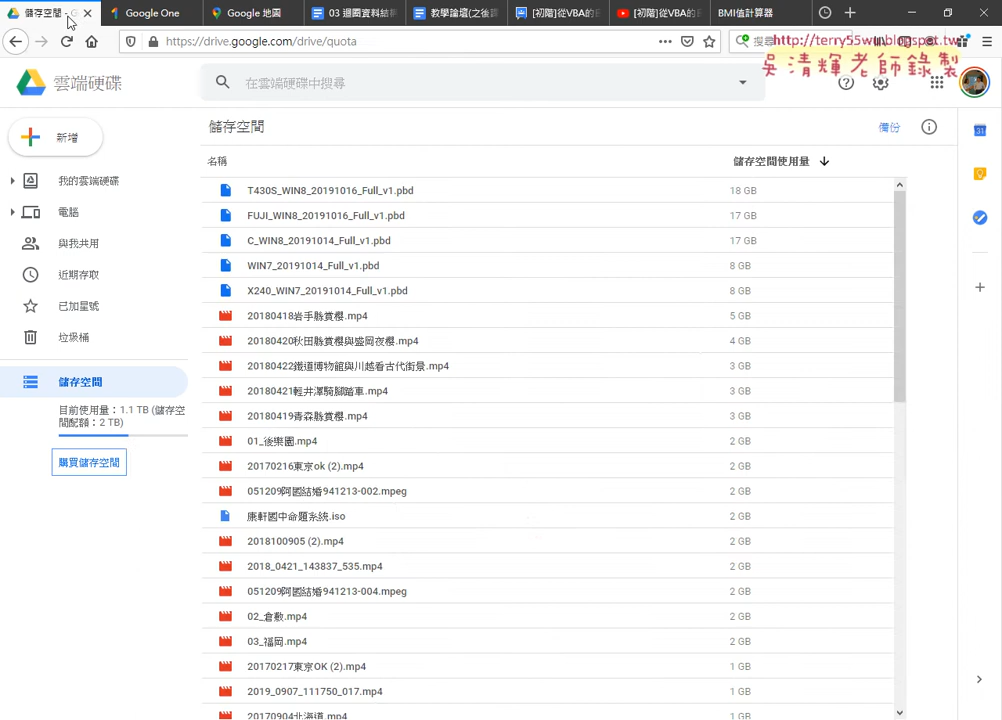 儲存空間 - G
Google One
Google 地圖
03 迴圈資料結
教學論壇(之後
[初階]從VBA的E
[初階]從VBA的E
BMI值計算器
https://drive.google.com/drive/quota
搜尋
http://terry55wu.blogspot.tw
吳清輝老師錄製
雲端硬碟
在雲端硬碟中搜尋
新增
儲存空間
備份
我的雲端硬碟
電腦
與我共用
近期存取
已加星號
垃圾桶
儲存空間
目前使用量：1.1 TB (儲存空
間配額：2 TB)
購買儲存空間
名稱
儲存空間使用量
T430S_WIN8_20191016_Full_v1.pbd 18 GB
FUJI_WIN8_20191016_Full_v1.pbd 17 GB
C_WIN8_20191014_Full_v1.pbd 17 GB
WIN7_20191014_Full_v1.pbd 8 GB
X240_WIN7_20191014_Full_v1.pbd 8 GB
20180418岩手縣賞櫻.mp4 5 GB
20180420秋田縣賞櫻與盛岡夜櫻.mp4 4 GB
20180422鐵道博物館與川越看古代街景.mp4 3 GB
20180421輕井澤騎腳踏車.mp4 3 GB
20180419青森縣賞櫻.mp4 3 GB
01_後樂園.mp4 2 GB
20170216東京ok (2).mp4 2 GB
051209阿國結婚941213-002.mpeg 2 GB
康軒國中命題系統.iso 2 GB
2018100905 (2).mp4 2 GB
2018_0421_143837_535.mp4 2 GB
051209阿國結婚941213-004.mpeg 2 GB
02_倉敷.mp4 2 GB
03_福岡.mp4 2 GB
20170217東京OK (2).mp4 1 GB
2019_0907_111750_017.mp4 1 GB
20170904北海道.mp4 1 GB